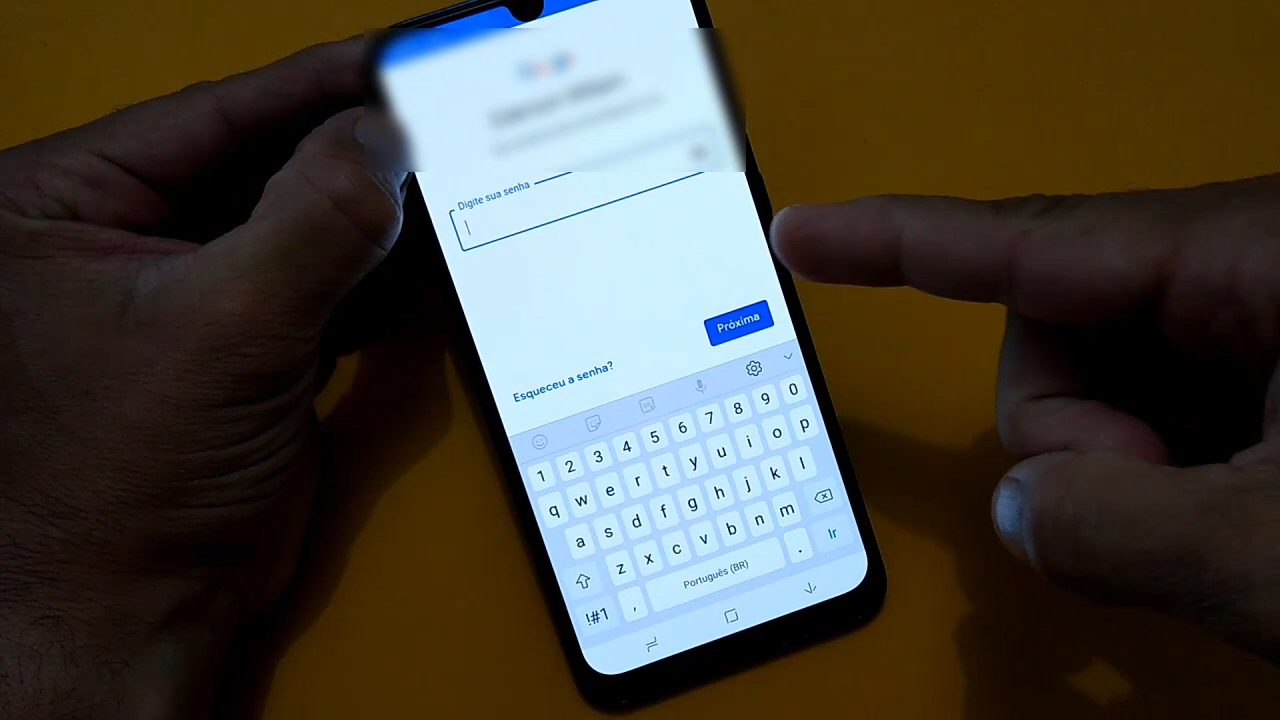 Digite sua senha
Próxima
Esqueceu a senha?
1 2 3 4 5 6 7 8 9 0
q w e r t y u i o p
a s d f g h j k l
z x c v b n m
!#1 , Português (BR) . Ir